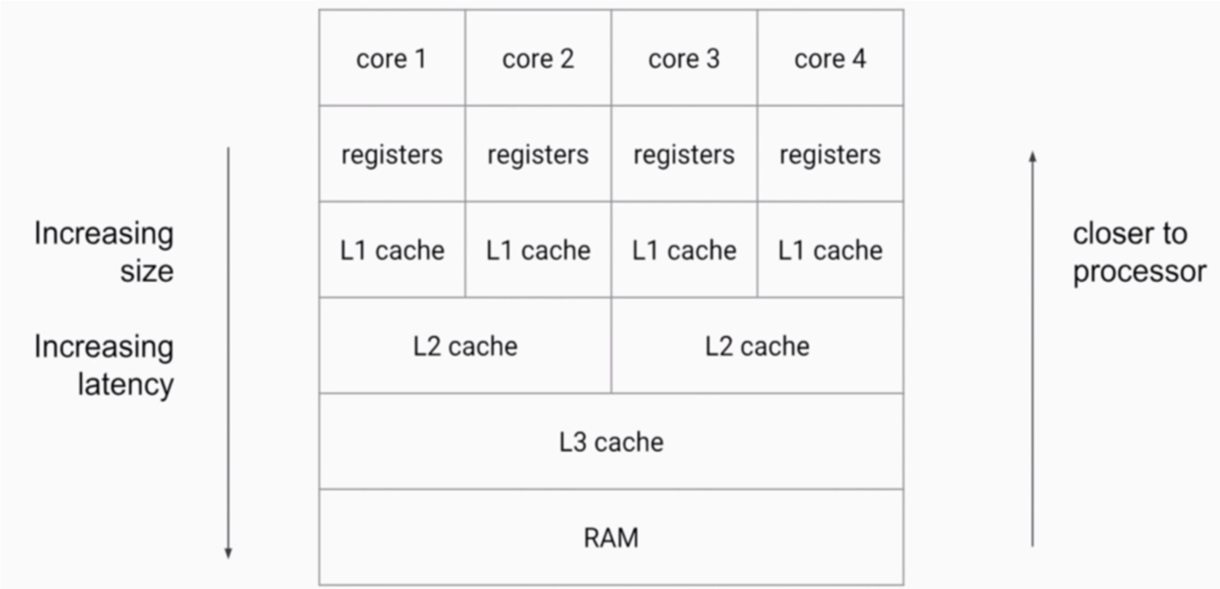 core 1 core 2 core 3 core 4
registers registers registers registers
Increasing
size
L1 cache L1 cache L1 cache L1 cache
closer to
processor
Increasing
latency
L2 cache L2 cache
L3 cache
RAM